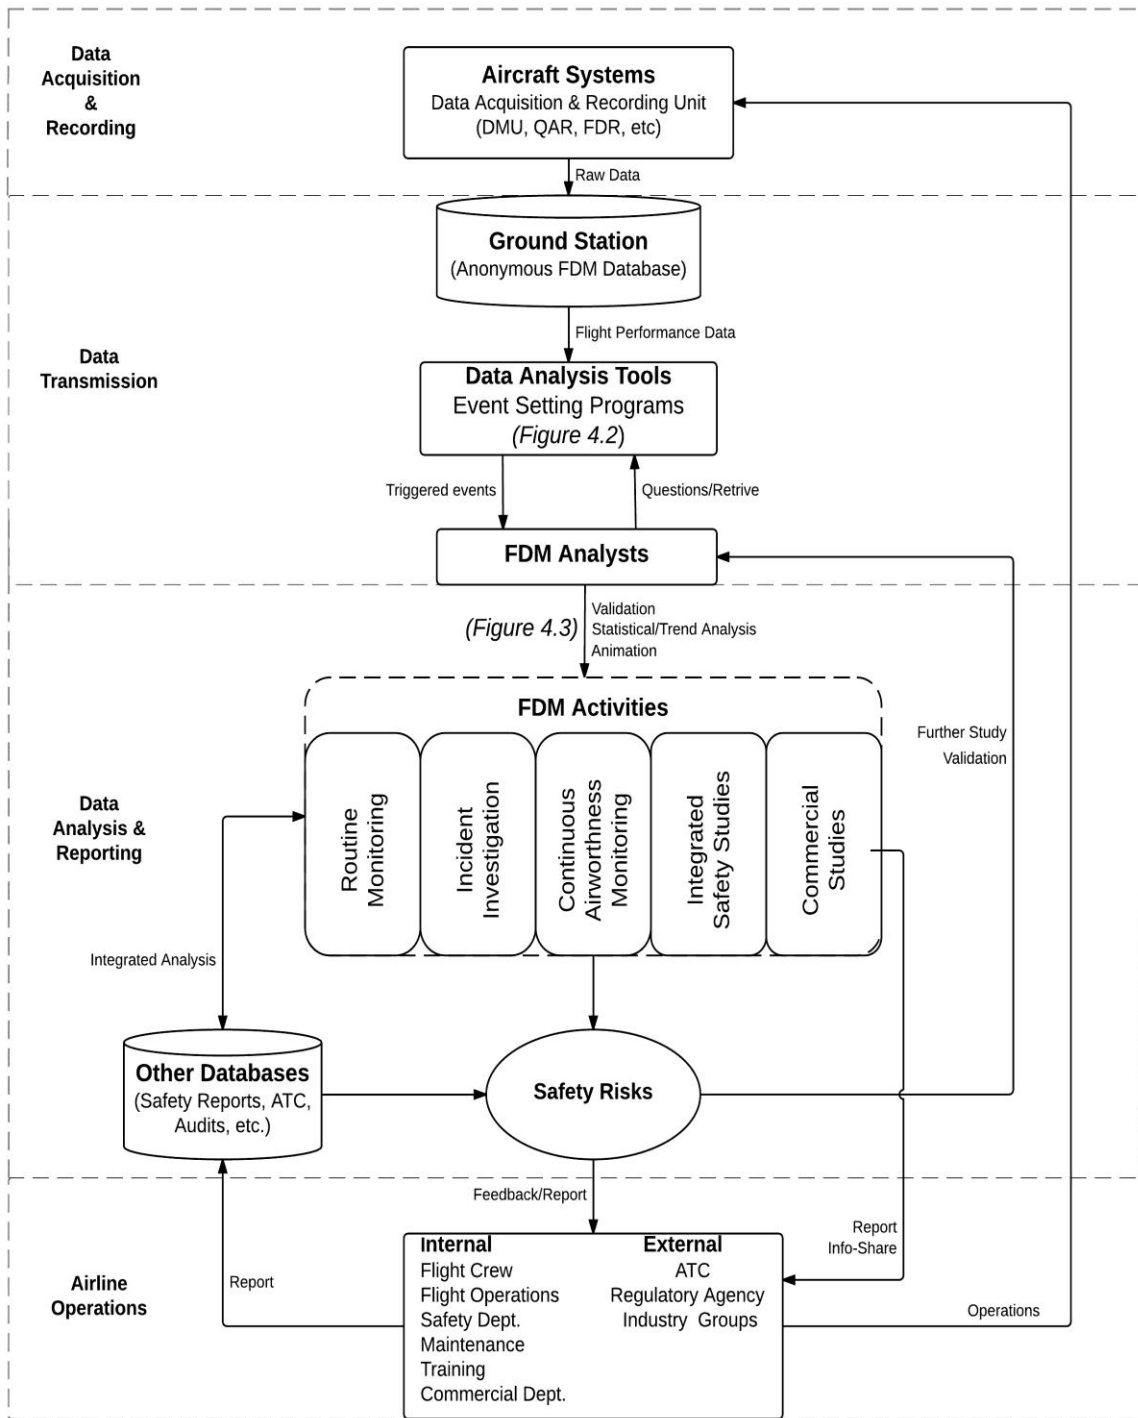 Data
Acquisition
&
Recording
Aircraft Systems
Data Acquisition & Recording Unit
(DMU, QAR, FDR, etc)
Raw Data
Ground Station
(Anonymous FDM Database)
Flight Performance Data
Data
Transmission
Data Analysis Tools
Event Setting Programs
(Figure 4.2)
Triggered events
Questions/Retrive
FDM Analysts
(Figure 4.3)
Validation
Statistical/Trend Analysis
Animation
FDM Activities
Further Study
Validation
Data
Analysis &
Reporting
Routine
Monitoring
Incident
Investigation
Continuous
Airworthness
Monitoring
Integrated
Safety Studies
Commercial
Studies
Integrated Analysis
Other Databases
(Safety Reports, ATC,
Audits, etc.)
Safety Risks
Feedback/Report
Report
Info-Share
Airline
Operations
Report
Internal
Flight Crew
Flight Operations
Safety Dept.
Maintenance
Training
Commercial Dept.
External
ATC
Regulatory Agency
Industry Groups
Operations